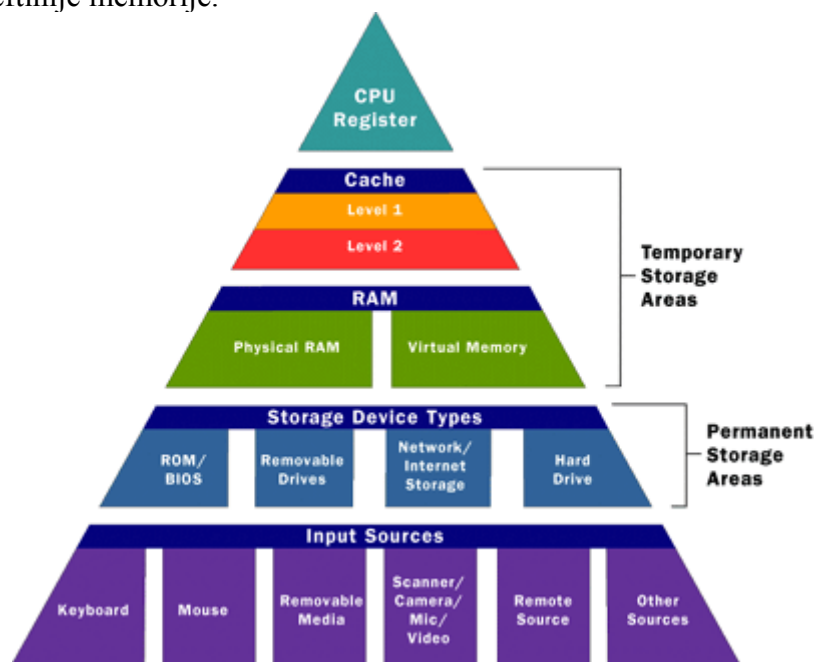 memorije.
CPU
Register
Cache
Level 1
Level 2
Temporary
Storage
Areas
RAM
Physical RAM
Virtual Memory
Storage Device Types
ROM/
BIOS
Removable
Drives
Network/
Internet
Storage
Hard
Drive
Permanent
Storage
Areas
Input Sources
Keyboard
Mouse
Removable
Media
Scanner/
Camera/
Mic/
Video
Remote
Source
Other
Sources